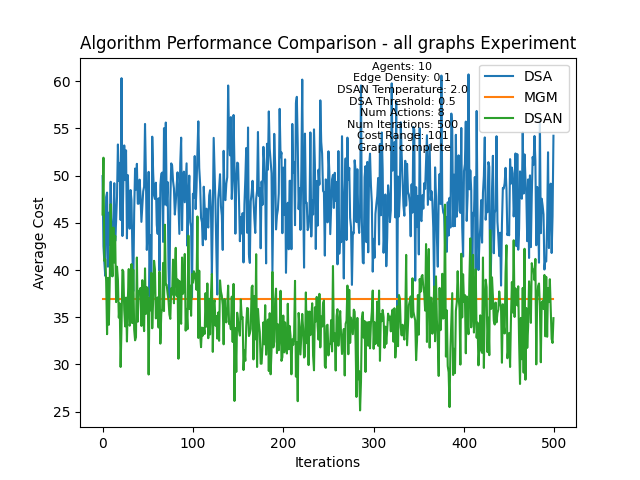 Algorithm Performance Comparison - all graphs Experiment
Agents: 10
Edge Density: 0.1
DSAN Temperature: 2.0
DSA Threshold: 0.5
Num Actions: 8
Num Iterations: 500
Cost Range: 101
Graph: complete
DSA
MGM
DSAN
Average Cost
60
55
50
45
40
35
30
25
0
100
200
300
400
500
Iterations